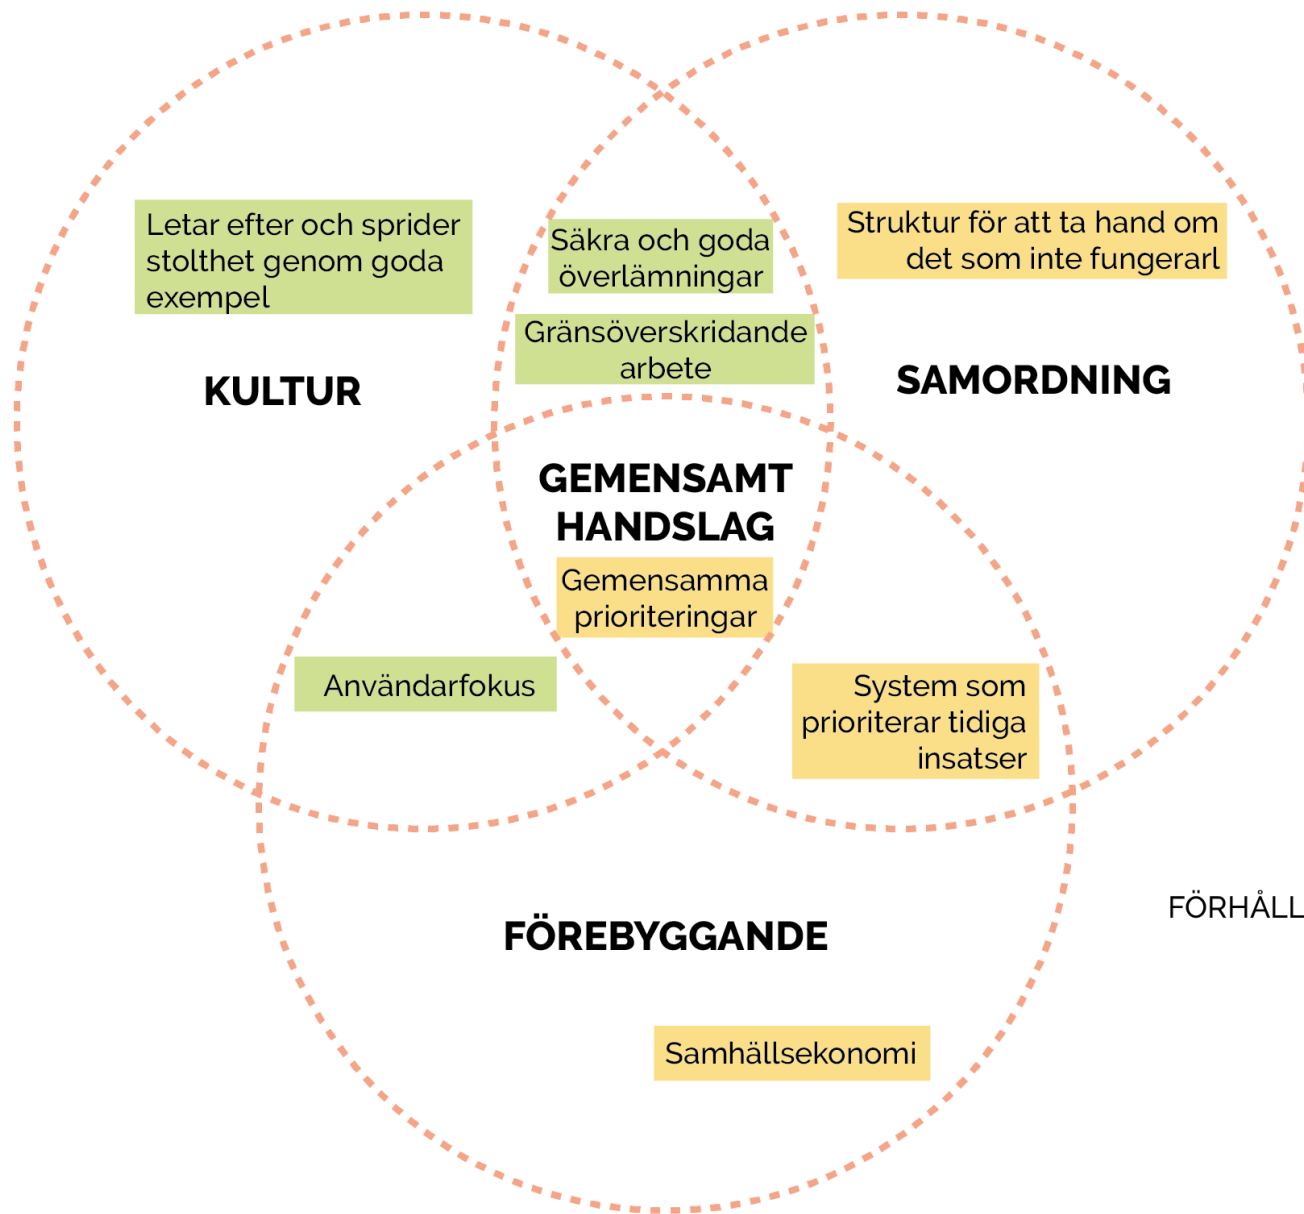 Letar efter och sprider
stolthet genom goda
exempel
Säkra och goda
överlämningar
Gränsöverskridande
arbete
Struktur för att ta hand om
det som inte fungerarl
KULTUR
SAMORDNING
GEMENSAMT
HANDSLAG
Gemensamma
prioriteringar
Användarfokus
System som
prioriterar tidiga
insatser
FÖREBYGGANDE
FÖRHÅLL
Samhällsekonomi